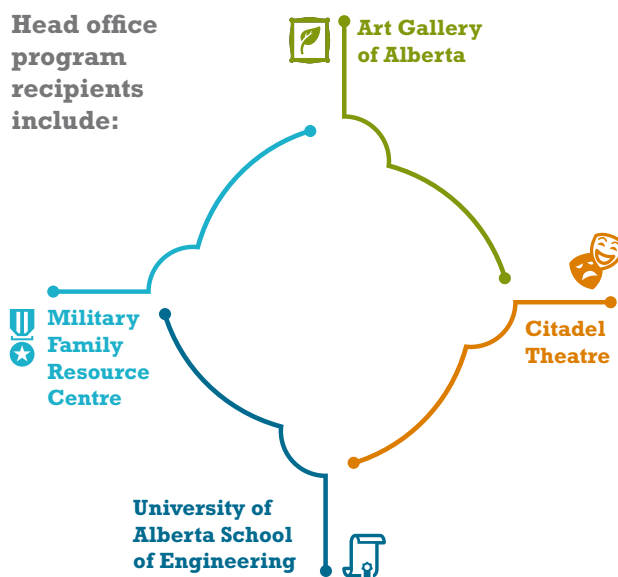 Head office
program
recipients
include:
Art Gallery
of Alberta
Citadel
Theatre
Military
Family
Resource
Centre
University of
Alberta School
of Engineering